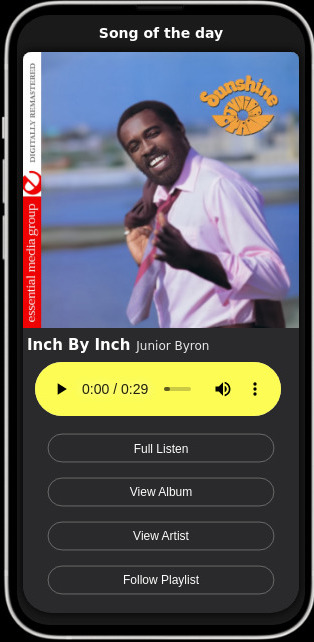 Song of the day
DIGITALLY REMASTERED
essential media group
Sunshine
Inch By Inch Junior Byron
0:00 / 0:29
Full Listen
View Album
View Artist
Follow Playlist